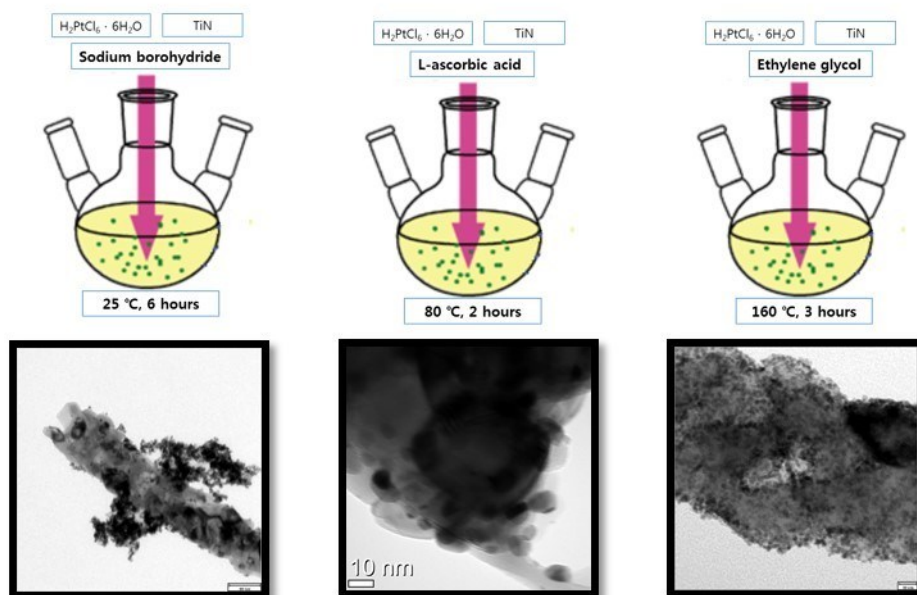 H₂PtCl₆ · 6H₂O TiN
Sodium borohydride
25 ℃, 6 hours
H₂PtCl₆ · 6H₂O TiN
L-ascorbic acid
80 ℃, 2 hours
10 nm
H₂PtCl₆ · 6H₂O TiN
Ethylene glycol
160 ℃, 3 hours